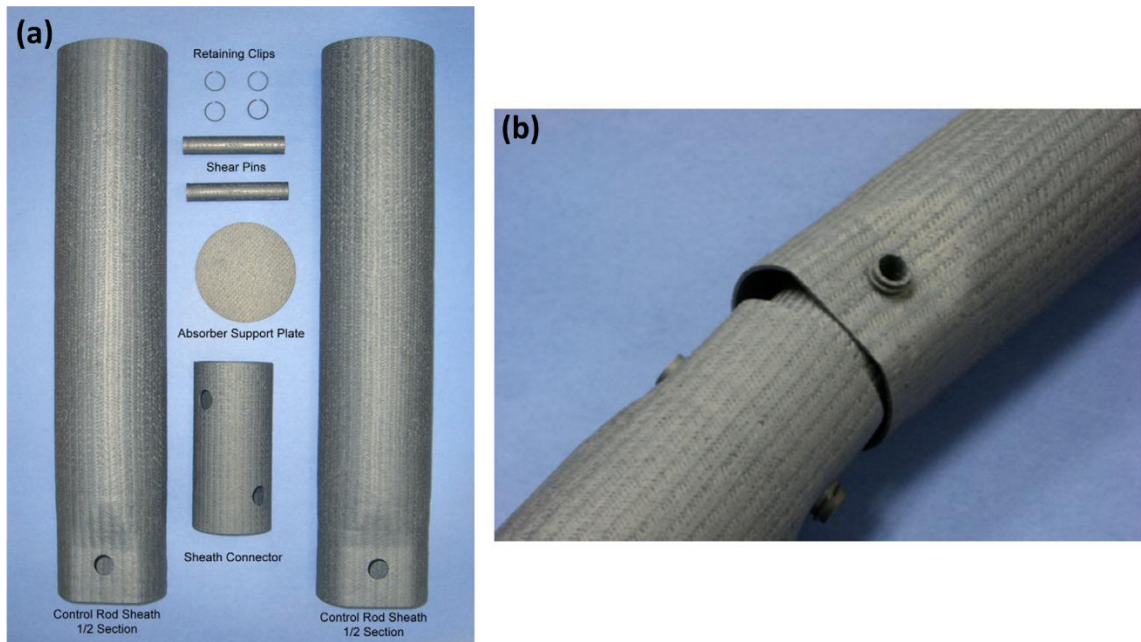 (a)
Retaining Clips
Shear Pins
Absorber Support Plate
Sheath Connector
Control Rod Sheath
1/2 Section
Control Rod Sheath
1/2 Section
(b)